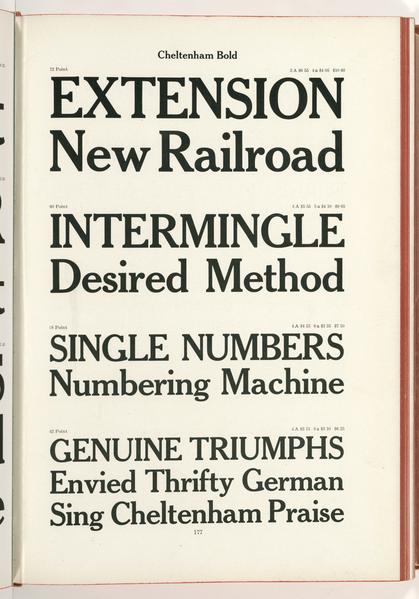 Cheltenham Bold
72 Point
EXTENSION
New Railroad
60 Point
INTERMINGLE
Desired Method
48 Point
SINGLE NUMBERS
Numbering Machine
42 Point
GENUINE TRIUMPHS
Envied Thrifty German
Sing Cheltenham Praise
177